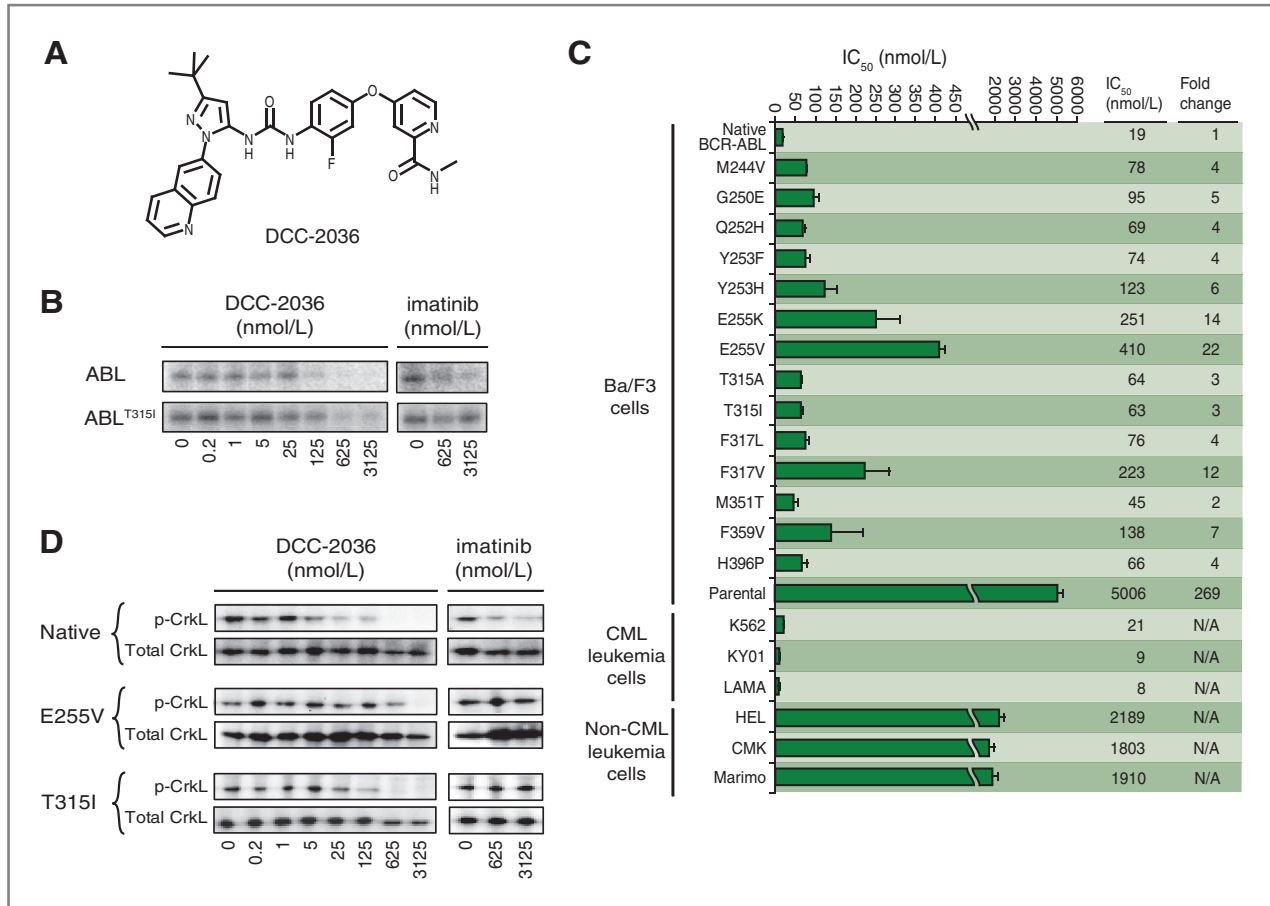 A
O
O
N
N
N
H
N
H
N
F
O
N
H
N
DCC-2036
B
DCC-2036
(nmol/L)
imatinib
(nmol/L)
ABL
ABL^T315I
0 0.2 1 5 25 125 625 3125 0 625 3125
C
IC50 (nmol/L)
0 50 100 150 200 250 300 350 400 450 2000 3000 4000 5000 6000
IC50 (nmol/L)
Fold change
Ba/F3 cells
Native BCR-ABL 19 1
M244V 78 4
G250E 95 5
Q252H 69 4
Y253F 74 4
Y253H 123 6
E255K 251 14
E255V 410 22
T315A 64 3
T315I 63 3
F317L 76 4
F317V 223 12
M351T 45 2
F359V 138 7
H396P 66 4
Parental 5006 269
CML leukemia cells
K562 21 N/A
KY01 9 N/A
LAMA 8 N/A
Non-CML leukemia cells
HEL 2189 N/A
CMK 1803 N/A
Marimo 1910 N/A
D
DCC-2036
(nmol/L)
imatinib
(nmol/L)
Native
p-CrkL
Total CrkL
E255V
p-CrkL
Total CrkL
T315I
p-CrkL
Total CrkL
0 0.2 1 5 25 125 625 3125 0 625 3125